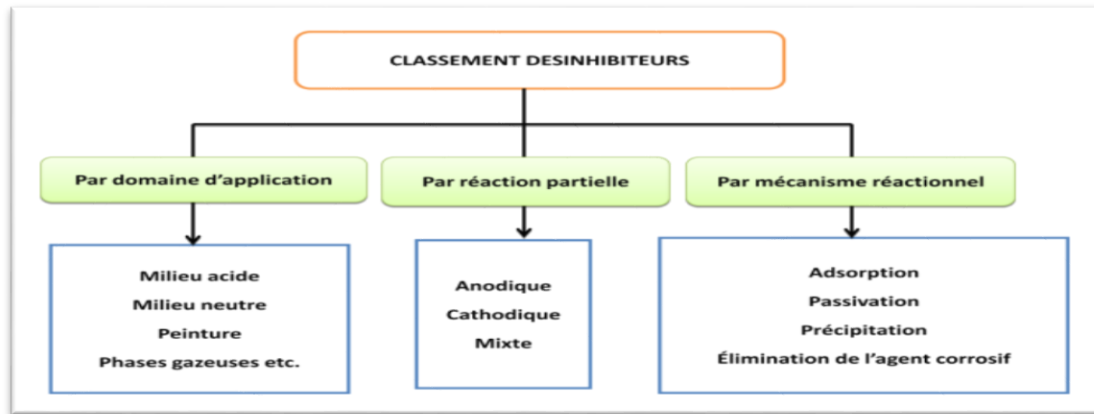 CLASSEMENT DESINHIBITEURS
Par domaine d’application
Par réaction partielle
Par mécanisme réactionnel
Milieu acide
Milieu neutre
Peinture
Phases gazeuses etc.
Anodique
Cathodique
Mixte
Adsorption
Passivation
Précipitation
Élimination de l’agent corrosif